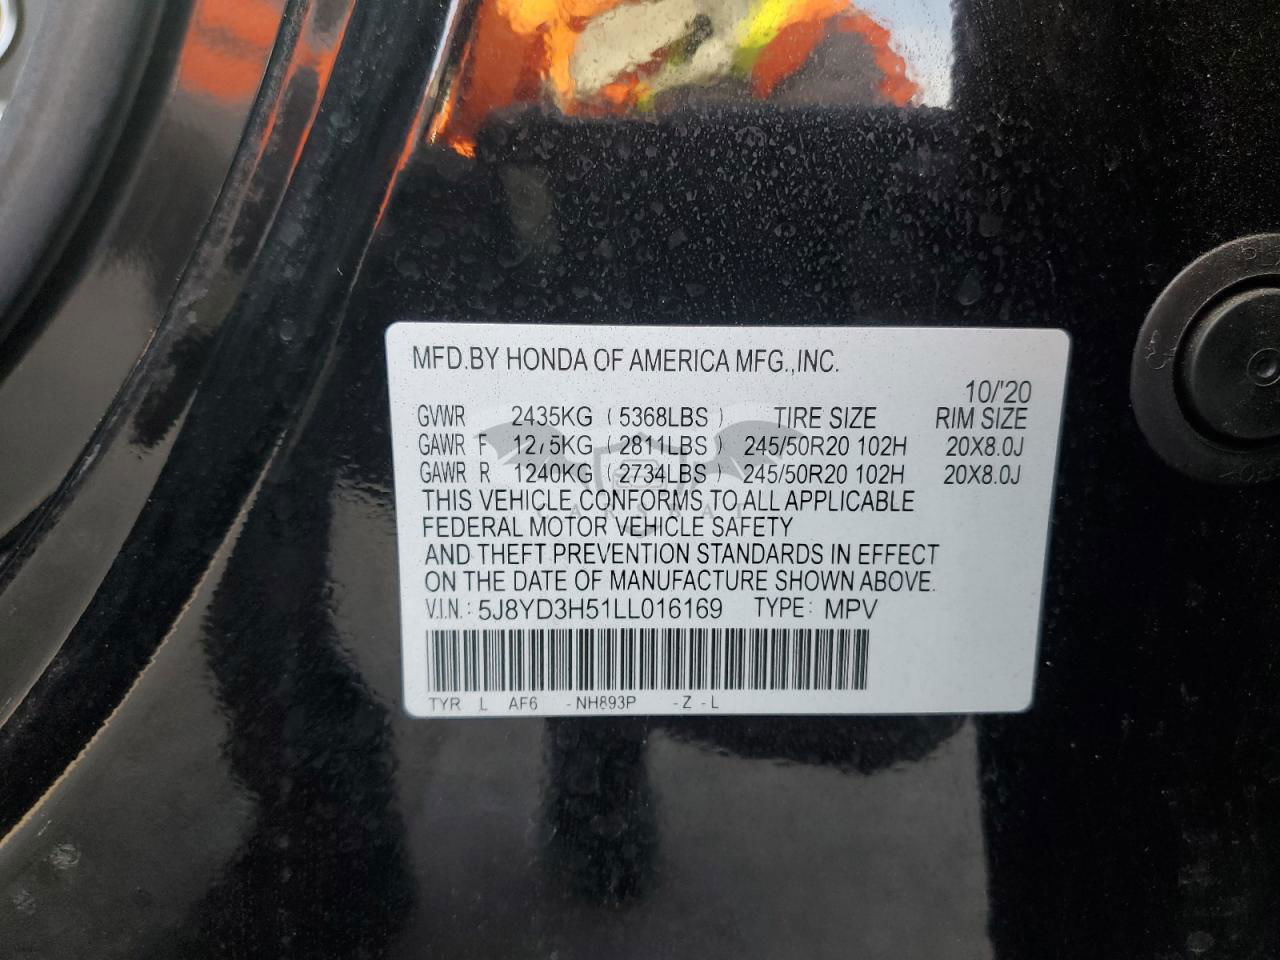 MFD.BY HONDA OF AMERICA MFG.,INC.
10/'20
GVWR 2435KG (5368LBS) TIRE SIZE RIM SIZE
GAWR F 1275KG (2811LBS) 245/50R20 102H 20X8.0J
GAWR R 1240KG (2734LBS) 245/50R20 102H 20X8.0J
THIS VEHICLE CONFORMS TO ALL APPLICABLE
FEDERAL MOTOR VEHICLE SAFETY
AND THEFT PREVENTION STANDARDS IN EFFECT
ON THE DATE OF MANUFACTURE SHOWN ABOVE.
V.I.N.: 5J8YD3H51LL016169 TYPE: MPV
TYR L AF6 -NH893P -Z -L